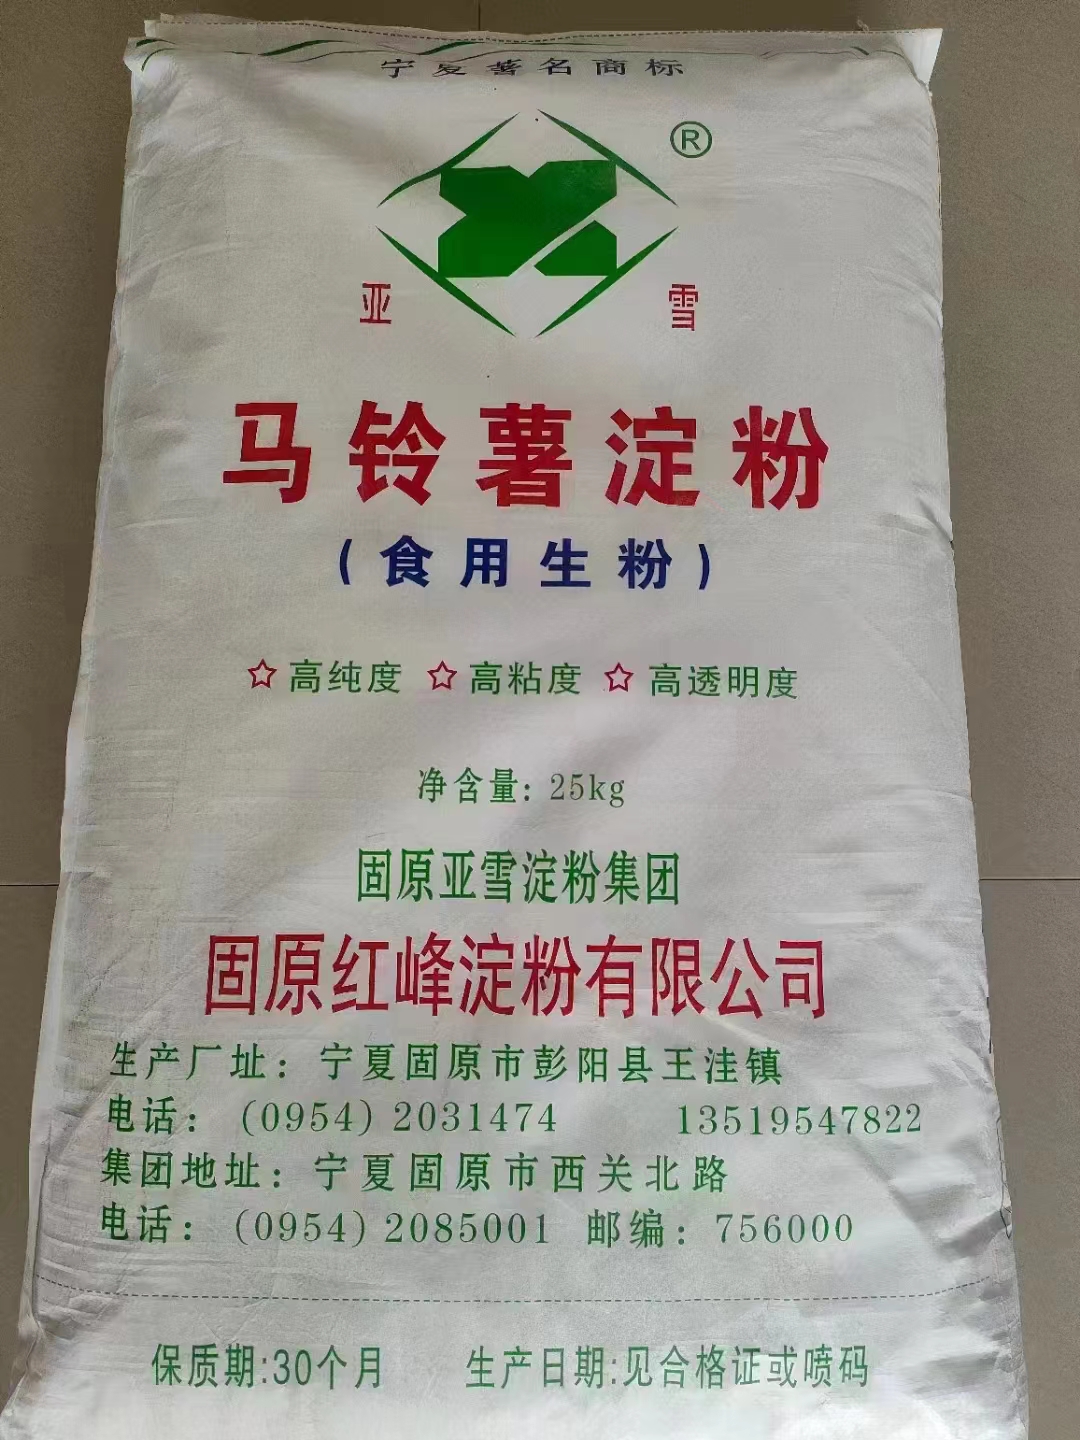 宁夏著名商标
®
亚 雪
马铃薯淀粉
(食用生粉)
☆高纯度 ☆高粘度 ☆高透明度
净含量: 25kg
固原亚雪淀粉集团
固原红峰淀粉有限公司
生产厂址: 宁夏固原市彭阳县王洼镇
电话: (0954) 2031474 13519547822
集团地址: 宁夏固原市西关北路
电话: (0954) 2085001 邮编: 756000
保质期:30个月 生产日期:见合格证或喷码